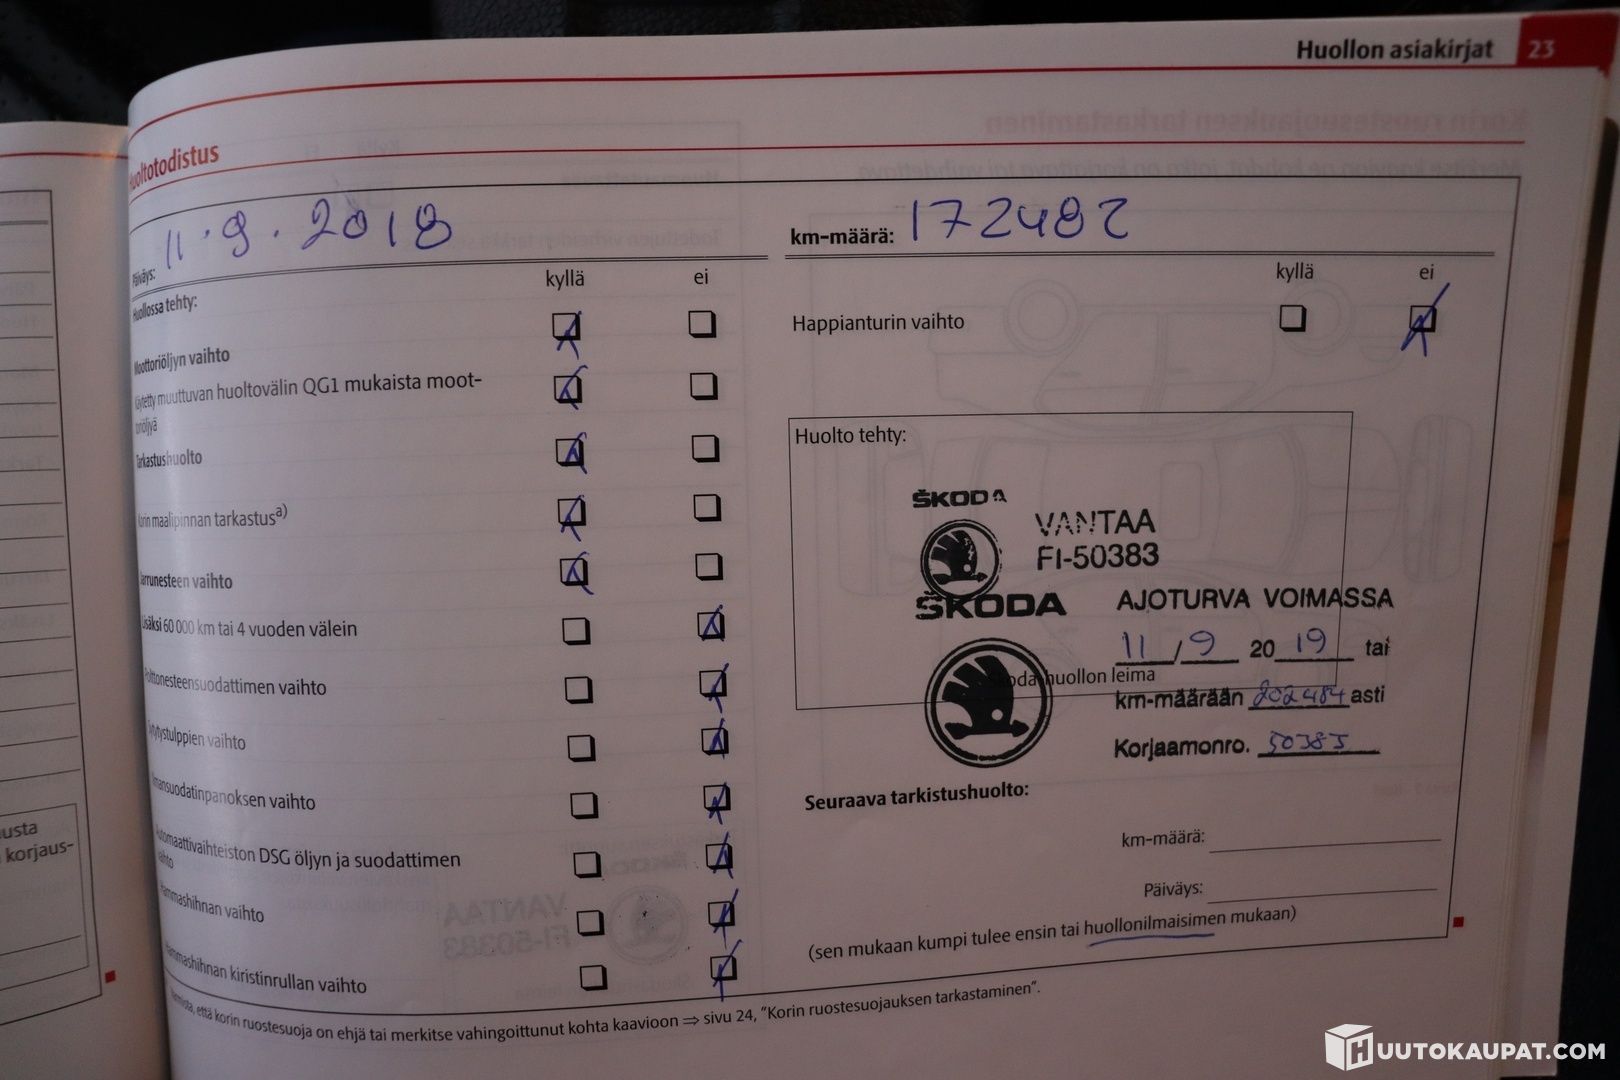 Huollon asiakirjat 23
Huoltotodistus
Päiväys: 11.9.2018
km-määrä: 172482
kyllä ei
Huollossa tehty:
Moottoriöljyn vaihto
Käytetty muuttuvan huoltovälin QG1 mukaista moot-
toriöljyä
Tarkastushuolto
Korin maalipinnan tarkastus a)
Jarrunesteen vaihto
Lisäksi 60 000 km tai 4 vuoden välein
Polttonesteensuodattimen vaihto
Sytytystulppien vaihto
Ilmansuodatinpanoksen vaihto
Automaattivaihteiston DSG öljyn ja suodattimen
vaihto
Hammashihnan vaihto
Hammashihnan kiristinrullan vaihto
kyllä ei
Happianturin vaihto
Huolto tehty:
ŠKODA
VANTAA
FI-50383
ŠKODA
AJOTURVA VOIMASSA
11/9 2019 tai
Škoda-huollon leima
km-määrään 202484 asti
Korjaamonro. 50383
Seuraava tarkistushuolto:
km-määrä:
Päiväys:
(sen mukaan kumpi tulee ensin tai huollonilmaisimen mukaan)
että korin ruostesuoja on ehjä tai merkitse vahingoittunut kohta kaavioon ⇒ sivu 24, "Korin ruostesuojauksen tarkastaminen".
korjaus-
HUUTOKAUPAT.COM